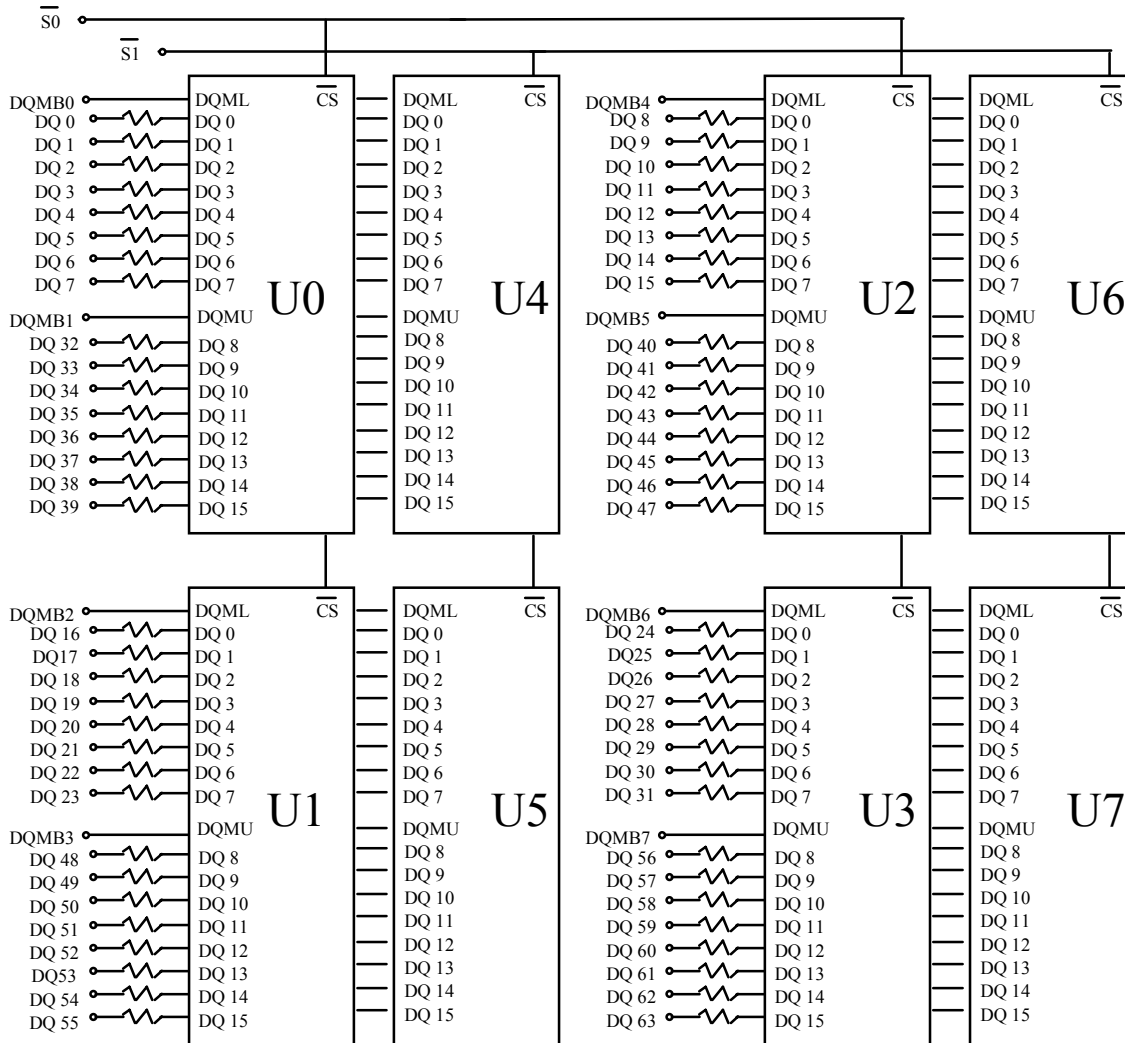 S0
S1
DQMB0 DQML CS DQML CS DQMB4 DQML CS DQML CS
DQ 0 DQ 0 DQ 0 DQ 8 DQ 0 DQ 0
DQ 1 DQ 1 DQ 1 DQ 9 DQ 1 DQ 1
DQ 2 DQ 2 DQ 2 DQ 10 DQ 2 DQ 2
DQ 3 DQ 3 DQ 3 DQ 11 DQ 3 DQ 3
DQ 4 DQ 4 DQ 4 DQ 12 DQ 4 DQ 4
DQ 5 DQ 5 DQ 5 DQ 13 DQ 5 DQ 5
DQ 6 DQ 6 DQ 6 DQ 14 DQ 6 DQ 6
DQ 7 DQ 7 DQ 7 DQ 15 DQ 7 DQ 7
U0 U4 U2 U6
DQMB1 DQMU DQMU DQMB5 DQMU DQMU
DQ 32 DQ 8 DQ 8 DQ 40 DQ 8 DQ 8
DQ 33 DQ 9 DQ 9 DQ 41 DQ 9 DQ 9
DQ 34 DQ 10 DQ 10 DQ 42 DQ 10 DQ 10
DQ 35 DQ 11 DQ 11 DQ 43 DQ 11 DQ 11
DQ 36 DQ 12 DQ 12 DQ 44 DQ 12 DQ 12
DQ 37 DQ 13 DQ 13 DQ 45 DQ 13 DQ 13
DQ 38 DQ 14 DQ 14 DQ 46 DQ 14 DQ 14
DQ 39 DQ 15 DQ 15 DQ 47 DQ 15 DQ 15
DQMB2 DQML CS DQML CS DQMB6 DQML CS DQML CS
DQ 16 DQ 0 DQ 0 DQ 24 DQ 0 DQ 0
DQ17 DQ 1 DQ 1 DQ25 DQ 1 DQ 1
DQ 18 DQ 2 DQ 2 DQ26 DQ 2 DQ 2
DQ 19 DQ 3 DQ 3 DQ 27 DQ 3 DQ 3
DQ 20 DQ 4 DQ 4 DQ 28 DQ 4 DQ 4
DQ 21 DQ 5 DQ 5 DQ 29 DQ 5 DQ 5
DQ 22 DQ 6 DQ 6 DQ 30 DQ 6 DQ 6
DQ 23 DQ 7 DQ 7 DQ 31 DQ 7 DQ 7
U1 U5 U3 U7
DQMB3 DQMU DQMU DQMB7 DQMU DQMU
DQ 48 DQ 8 DQ 8 DQ 56 DQ 8 DQ 8
DQ 49 DQ 9 DQ 9 DQ 57 DQ 9 DQ 9
DQ 50 DQ 10 DQ 10 DQ 58 DQ 10 DQ 10
DQ 51 DQ 11 DQ 11 DQ 59 DQ 11 DQ 11
DQ 52 DQ 12 DQ 12 DQ 60 DQ 12 DQ 12
DQ53 DQ 13 DQ 13 DQ 61 DQ 13 DQ 13
DQ 54 DQ 14 DQ 14 DQ 62 DQ 14 DQ 14
DQ 55 DQ 15 DQ 15 DQ 63 DQ 15 DQ 15